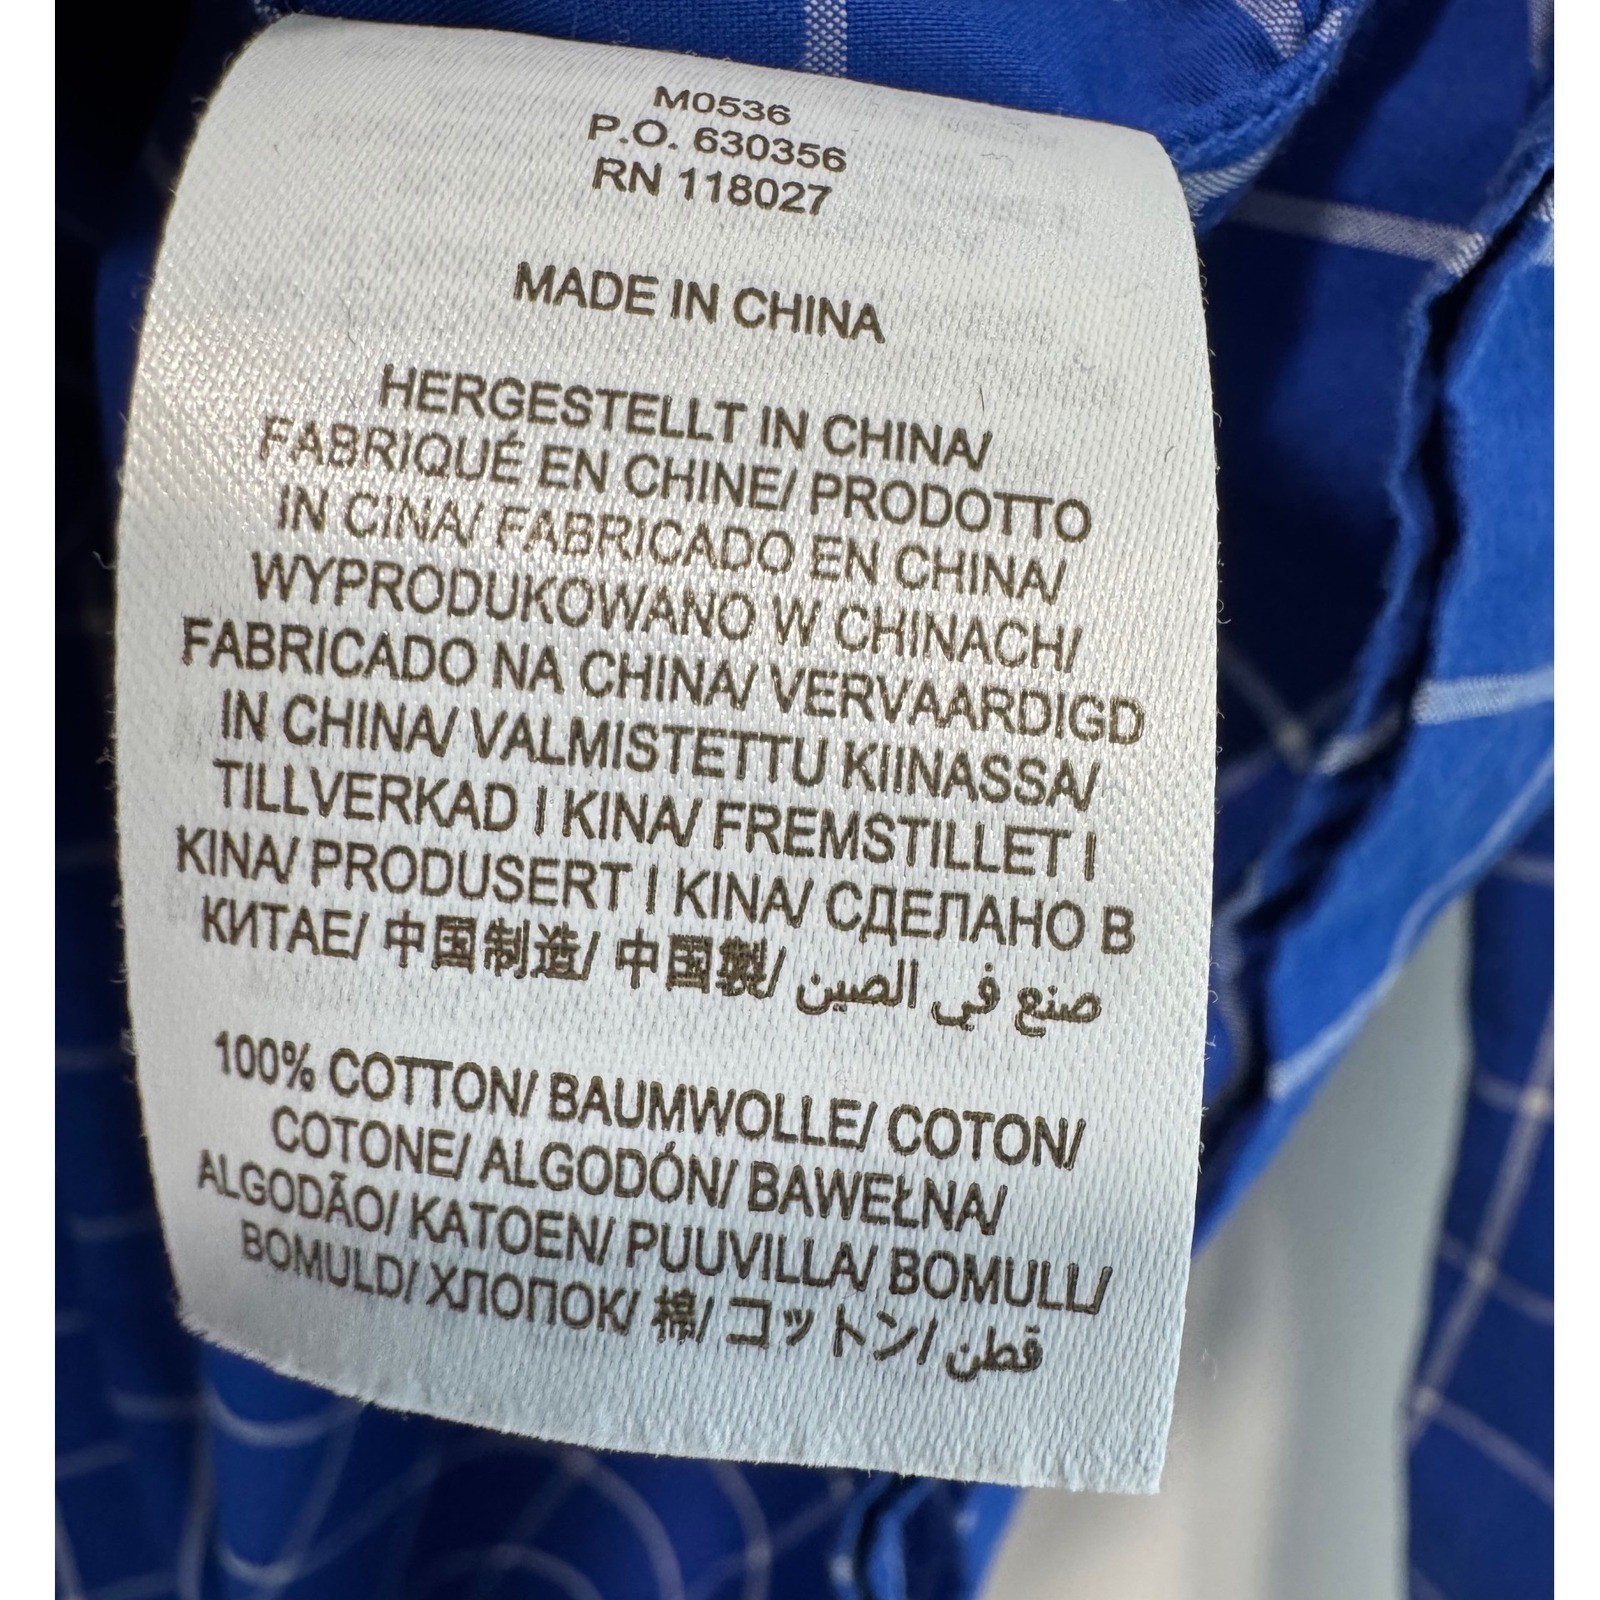 M0536
P.O. 630356
RN 118027
MADE IN CHINA
HERGESTELLT IN CHINA/
FABRIQUÉ EN CHINE/ PRODOTTO
IN CINA/ FABRICADO EN CHINA/
WYPRODUKOWANO W CHINACH/
FABRICADO NA CHINA/ VERVAARDIGD
IN CHINA/ VALMISTETTU KIINASSA/
TILLVERKAD I KINA/ FREMSTILLET I
KINA/ PRODUSERT I KINA/ СДЕЛАНО В
КИТАЕ/ 中国制造/ 中国製/ صنع في الصين
100% COTTON/ BAUMWOLLE/ COTON/
COTONE/ ALGODÓN/ BAWEŁNA/
ALGODÃO/ KATOEN/ PUUVILLA/ BOMULL/
BOMULD/ ХЛОПОК/ 棉/ コットン/ قطن